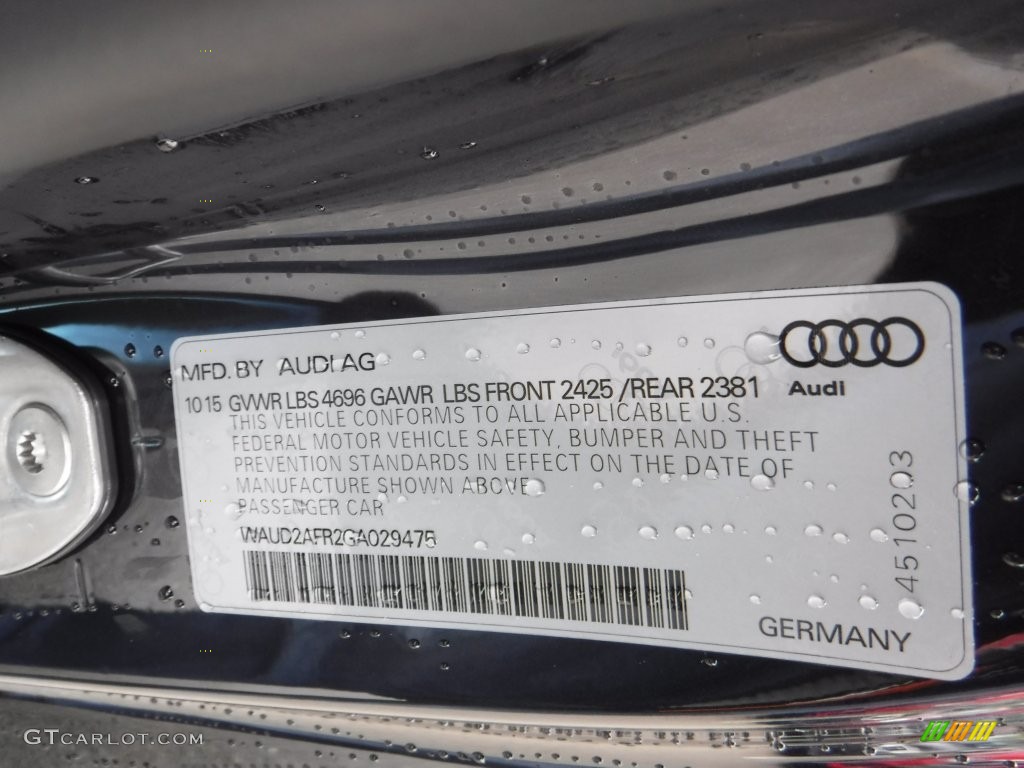 MFD. BY AUDI AG
10 15 GVWR LBS 4696 GAWR LBS FRONT 2425 / REAR 2381
Audi
THIS VEHICLE CONFORMS TO ALL APPLICABLE U.S.
FEDERAL MOTOR VEHICLE SAFETY, BUMPER AND THEFT
PREVENTION STANDARDS IN EFFECT ON THE DATE OF
MANUFACTURE SHOWN ABOVE
PASSENGER CAR
WAUD2AFR2GA029475
4510203
GERMANY
GTCARLOT.COM